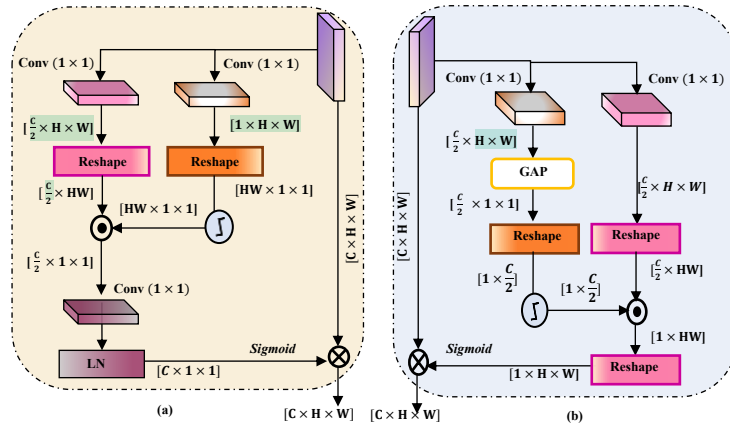 Conv (1 × 1)
Conv (1 × 1)
[C/2 × H × W]
[1 × H × W]
Reshape
Reshape
[C/2 × HW]
[HW × 1 × 1]
[HW × 1 × 1]
[C × H × W]
[C/2 × 1 × 1]
Conv (1 × 1)
LN
Sigmoid
[C × 1 × 1]
[C × H × W]
(a)
Conv (1 × 1)
Conv (1 × 1)
[C/2 × H × W]
GAP
[C/2 × H × W]
[C/2 × 1 × 1]
[C × H × W]
Reshape
Reshape
[1 × C/2]
[1 × C/2]
[C/2 × HW]
[1 × HW]
Sigmoid
[1 × H × W]
Reshape
[C × H × W]
(b)